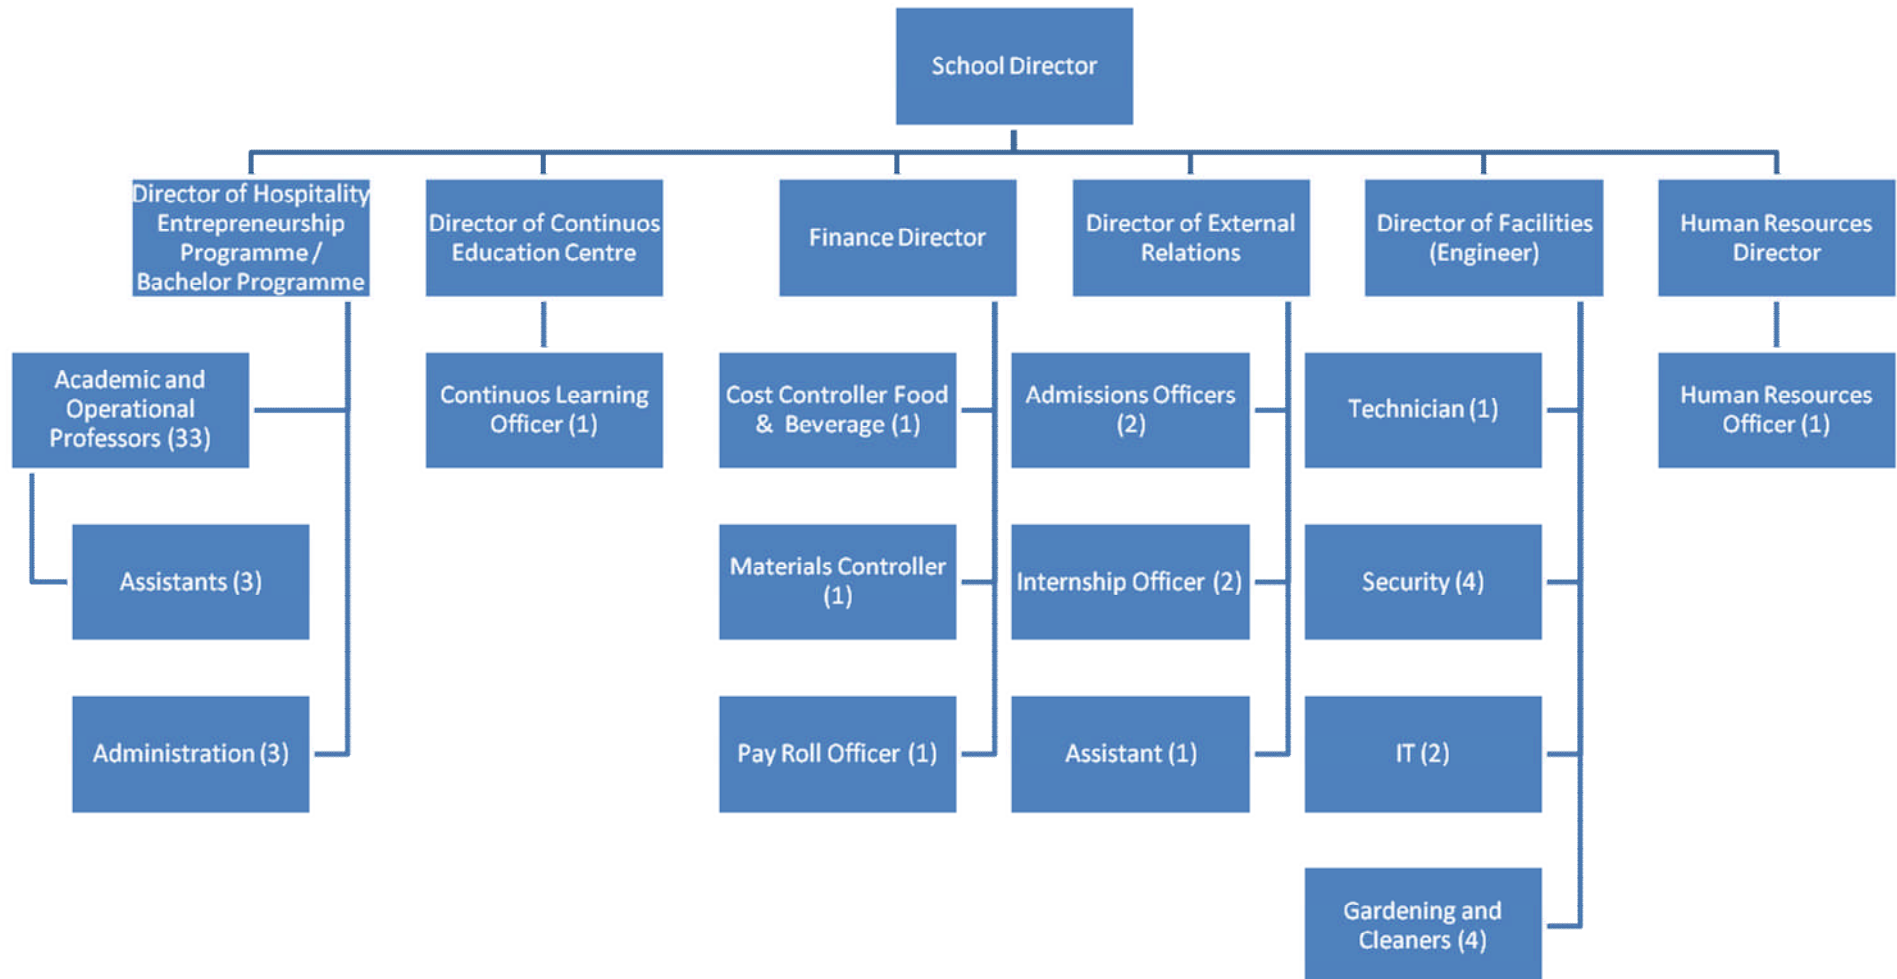 School Director
Director of Hospitality
Entrepreneurship
Programme /
Bachelor Programme
Director of Continuos
Education Centre
Finance Director
Director of External
Relations
Director of Facilities
(Engineer)
Human Resources
Director
Academic and
Operational
Professors (33)
Continuos Learning
Officer (1)
Cost Controller Food
& Beverage (1)
Admissions Officers
(2)
Technician (1)
Human Resources
Officer (1)
Assistants (3)
Materials Controller
(1)
Internship Officer (2)
Security (4)
Administration (3)
Pay Roll Officer (1)
Assistant (1)
IT (2)
Gardening and
Cleaners (4)